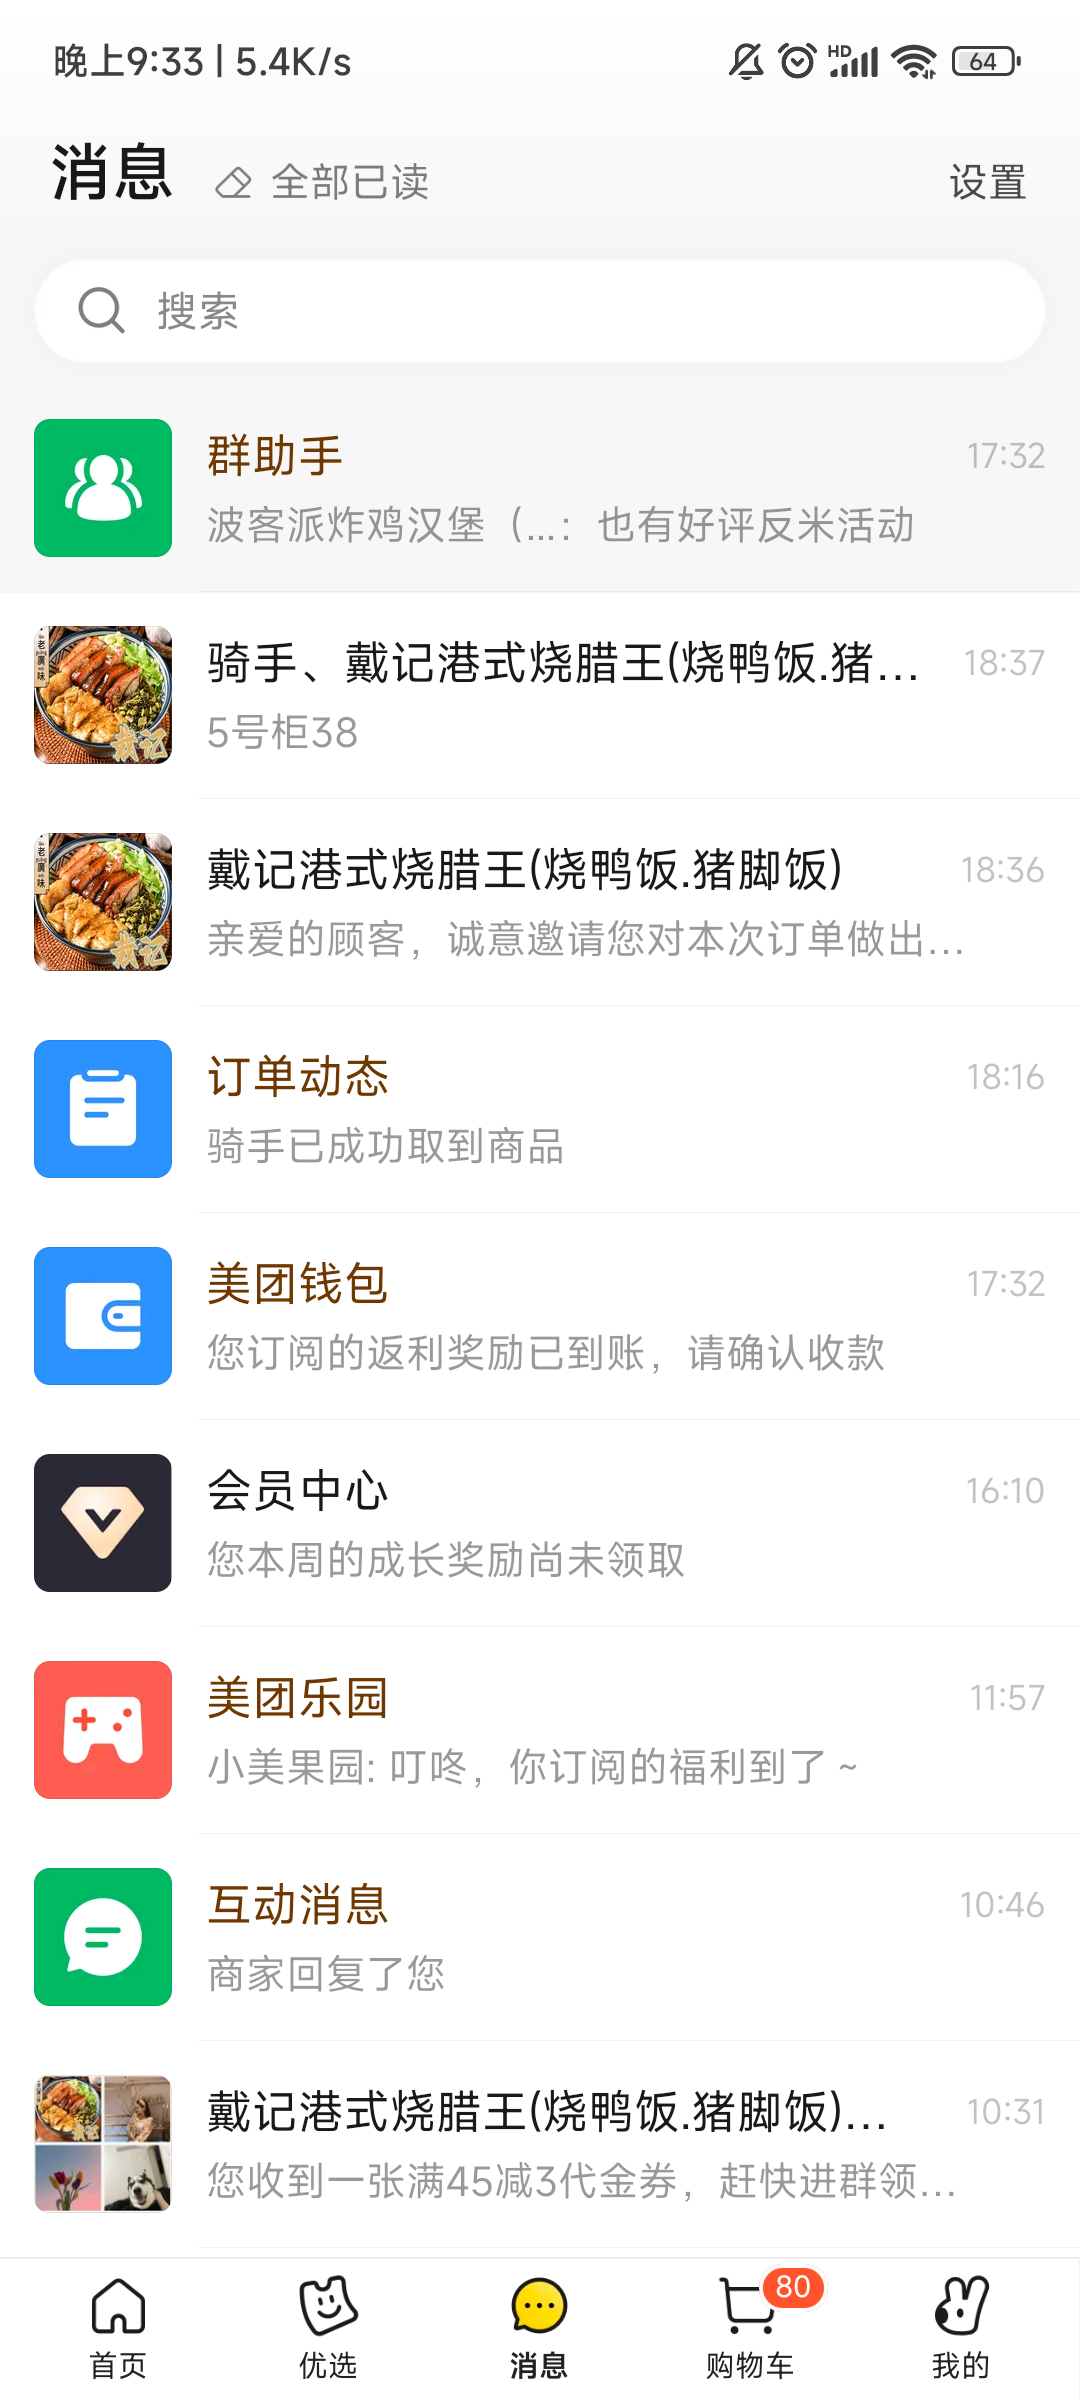 晚上9:33 | 5.4K/s
HD
64
消息 全部已读 设置
搜索
群助手 17:32
波客派炸鸡汉堡（...：也有好评反米活动
骑手、戴记港式烧腊王(烧鸭饭.猪... 18:37
5号柜38
戴记港式烧腊王(烧鸭饭.猪脚饭) 18:36
亲爱的顾客，诚意邀请您对本次订单做出...
订单动态 18:16
骑手已成功取到商品
美团钱包 17:32
您订阅的返利奖励已到账，请确认收款
会员中心 16:10
您本周的成长奖励尚未领取
美团乐园 11:57
小美果园: 叮咚，你订阅的福利到了~
互动消息 10:46
商家回复了您
戴记港式烧腊王(烧鸭饭.猪脚饭)... 10:31
您收到一张满45减3代金券，赶快进群领...
80
首页 优选 消息 购物车 我的